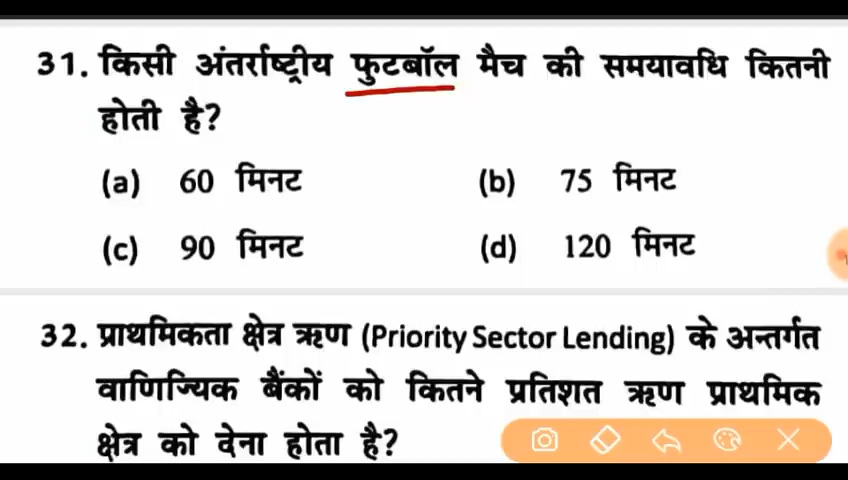 31. किसी अंतर्राष्ट्रीय फुटबॉल मैच की समयावधि कितनी
होती है?
(a) 60 मिनट (b) 75 मिनट
(c) 90 मिनट (d) 120 मिनट
32. प्राथमिकता क्षेत्र ऋण (Priority Sector Lending) के अन्तर्गत
वाणिज्यिक बैंकों को कितने प्रतिशत ऋण प्राथमिक
क्षेत्र को देना होता है?